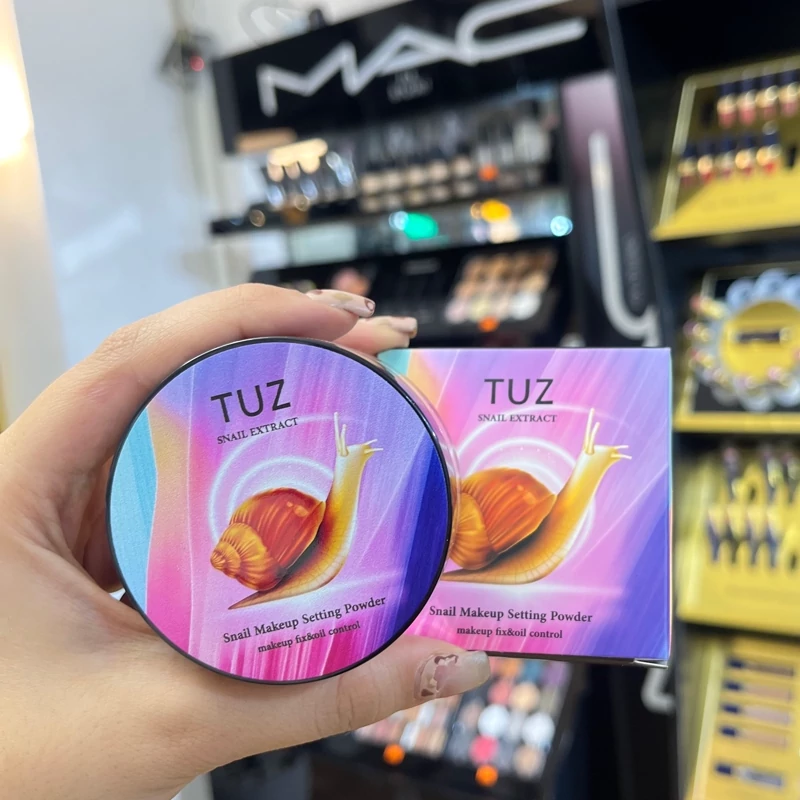 MAC
TUZ
SNAIL EXTRACT
Snail Makeup Setting Powder
makeup fix&oil control
TUZ
SNAIL EXTRACT
Snail Makeup Setting Powder
makeup fix&oil control